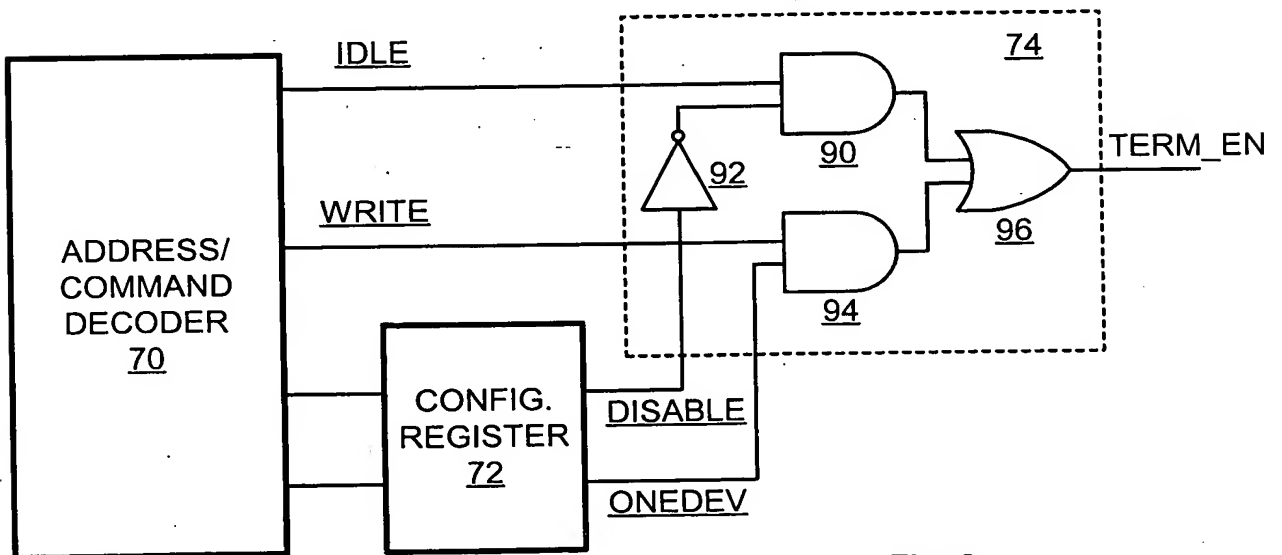 IDLE
74
90
TERM_EN
92
96
WRITE
ADDRESS/
COMMAND
DECODER
70
94
CONFIG.
REGISTER
72
DISABLE
ONEDEV